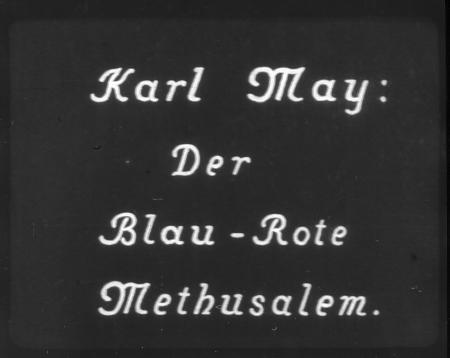 Karl May:
Der
Blau-Rote
Methusalem.